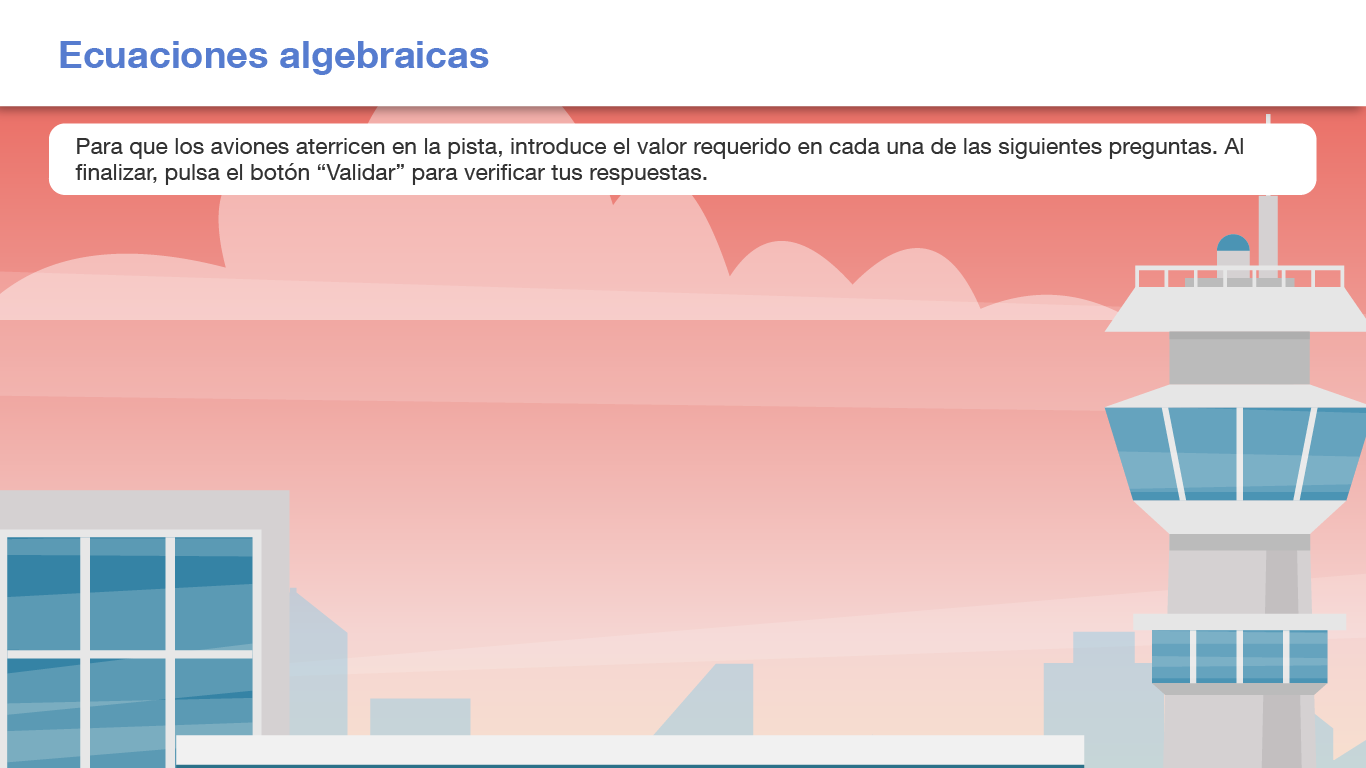 Ecuaciones algebraicas
Para que los aviones aterricen en la pista, introduce el valor requerido en cada una de las siguientes preguntas. Al
finalizar, pulsa el botón “Validar” para verificar tus respuestas.